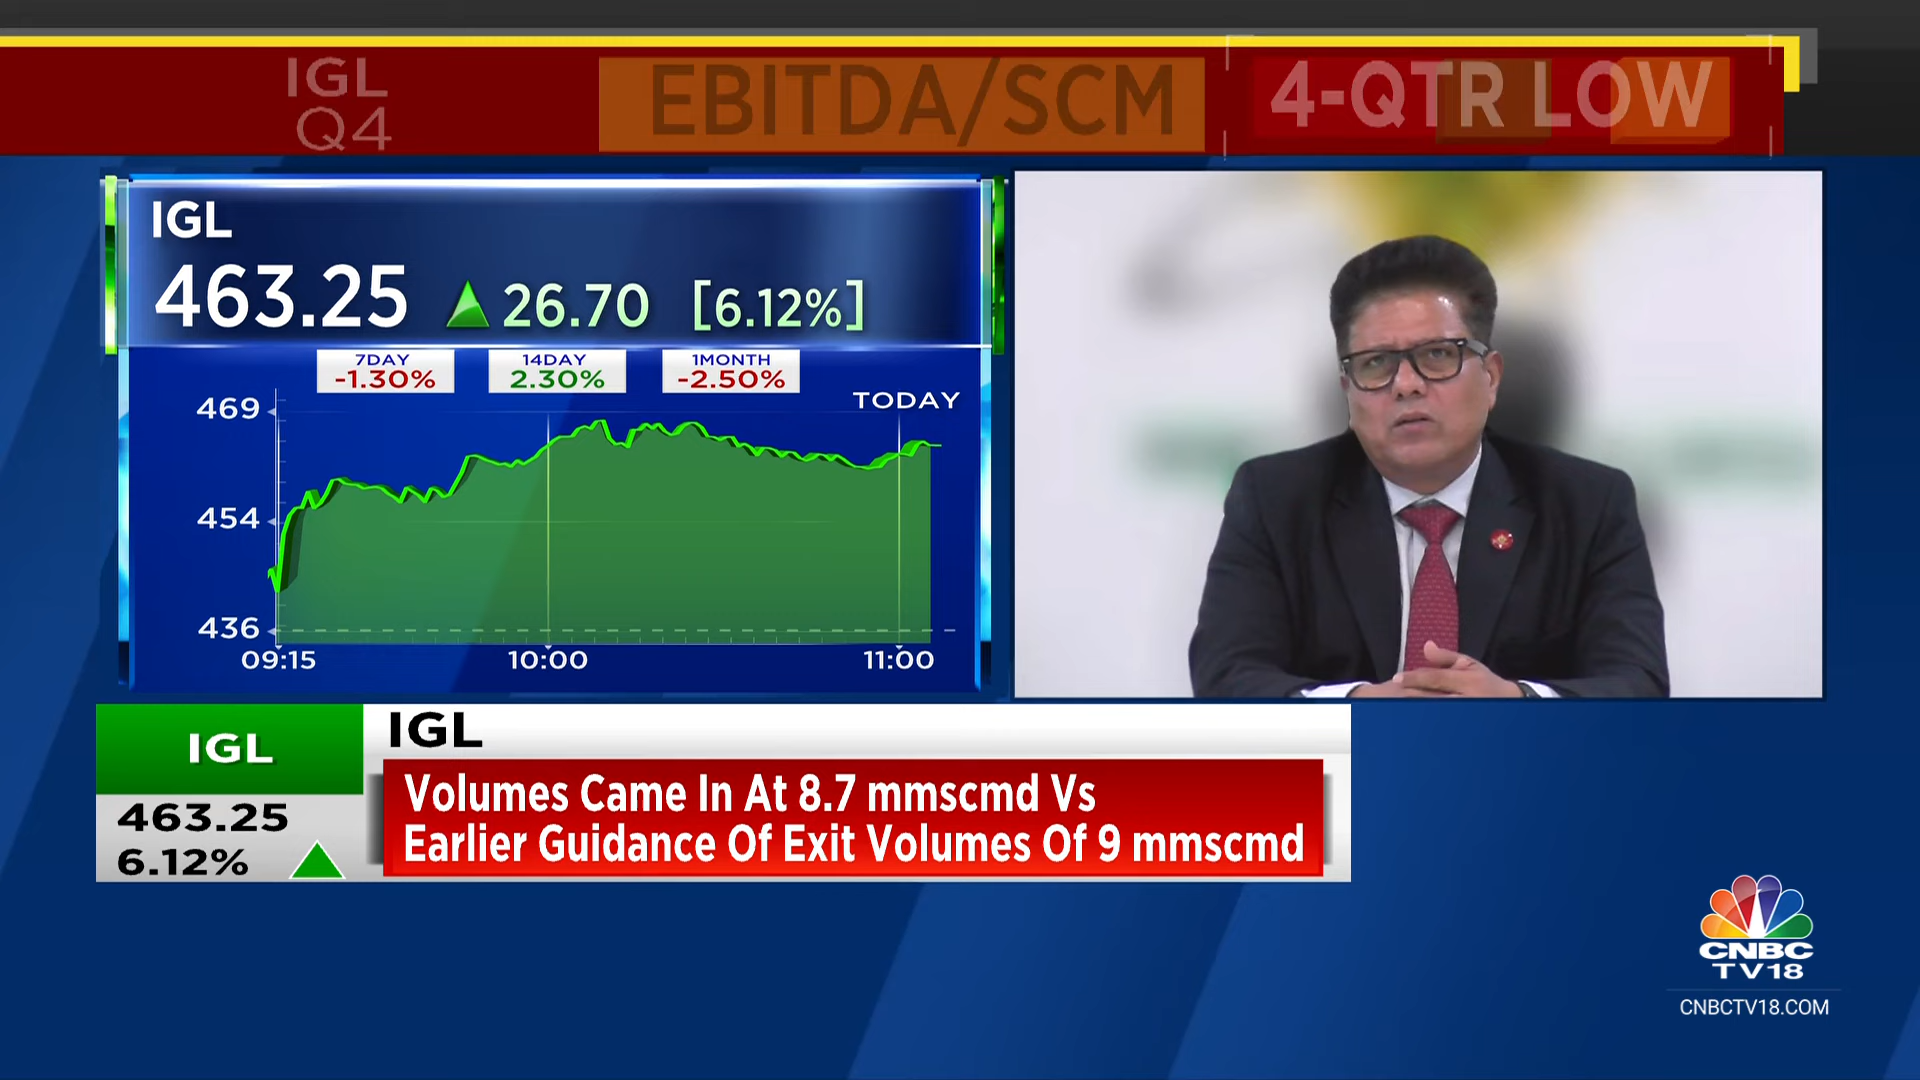 IGL
Q4
EBITDA/SCM
4-QTR LOW
IGL
463.25 ▲ 26.70 [6.12%]
7DAY
-1.30%
14DAY
2.30%
1MONTH
-2.50%
TODAY
469
454
436
09:15 10:00 11:00
IGL
463.25
6.12%
IGL
Volumes Came In At 8.7 mmscmd Vs
Earlier Guidance Of Exit Volumes Of 9 mmscmd
CNBC
TV18
CNBCTV18.COM